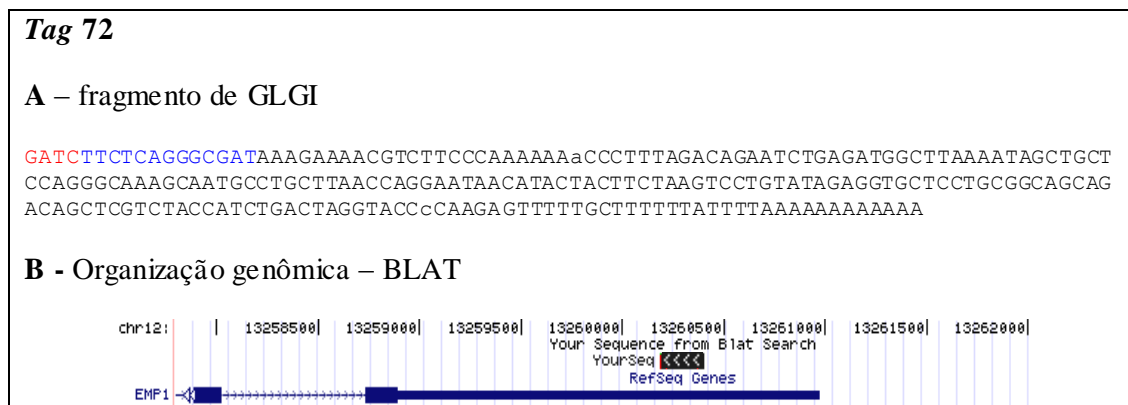 Tag 72
A – fragmento de GLGI
GATCTTCTCAGGGCGATAAAGAAAACGTCTTCCCAAAAAAaCCCTTTAGACAGAATCTGAGATGGCTTAAAATAGCTGCT
CCAGGGCAAAGCAATGCCTGCTTAACCAGGAATAACATACTACTTCTAAGTCCTGTATAGAGGTGCTCCTGCGGCAGCAG
ACAGCTCGTCTACCATCTGACTAGGTACCcCAAGAGTTTTTGCTTTTTTATTTTAAAAAAAAAAAA
B - Organização genômica – BLAT
chr12: | 13258500| 13259000| 13259500| 13260000| 13260500| 13261000| 13261500| 13262000|
Your Sequence from Blat Search
YourSeq
RefSeq Genes
EMP1